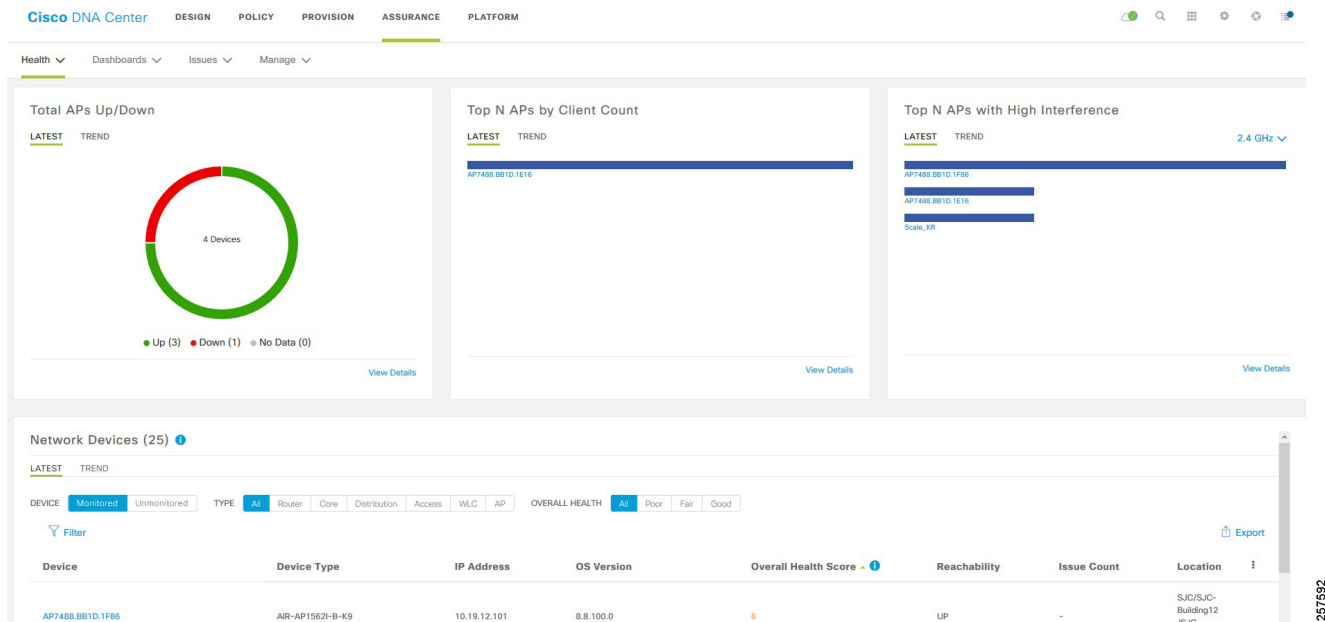 Cisco DNA Center DESIGN POLICY PROVISION ASSURANCE PLATFORM
Health Dashboards Issues Manage
Total APs Up/Down
LATEST TREND
4 Devices
Up (3) Down (1) No Data (0)
View Details
Top N APs by Client Count
LATEST TREND
AP7488.BB1D.1E16
View Details
Top N APs with High Interference
LATEST TREND 2.4 GHz
AP7488.BB1D.1F86
AP7488.BB1D.1E16
Scale_KR
View Details
Network Devices (25)
LATEST TREND
DEVICE Monitored Unmonitored TYPE All Router Core Distribution Access WLC AP OVERALL HEALTH All Poor Fair Good
Filter Export
Device Device Type IP Address OS Version Overall Health Score Reachability Issue Count Location
AP7488.BB1D.1F86 AIR-AP1562I-B-K9 10.19.12.101 8.8.100.0 6 UP - SJC/SJC-
Building12
257592